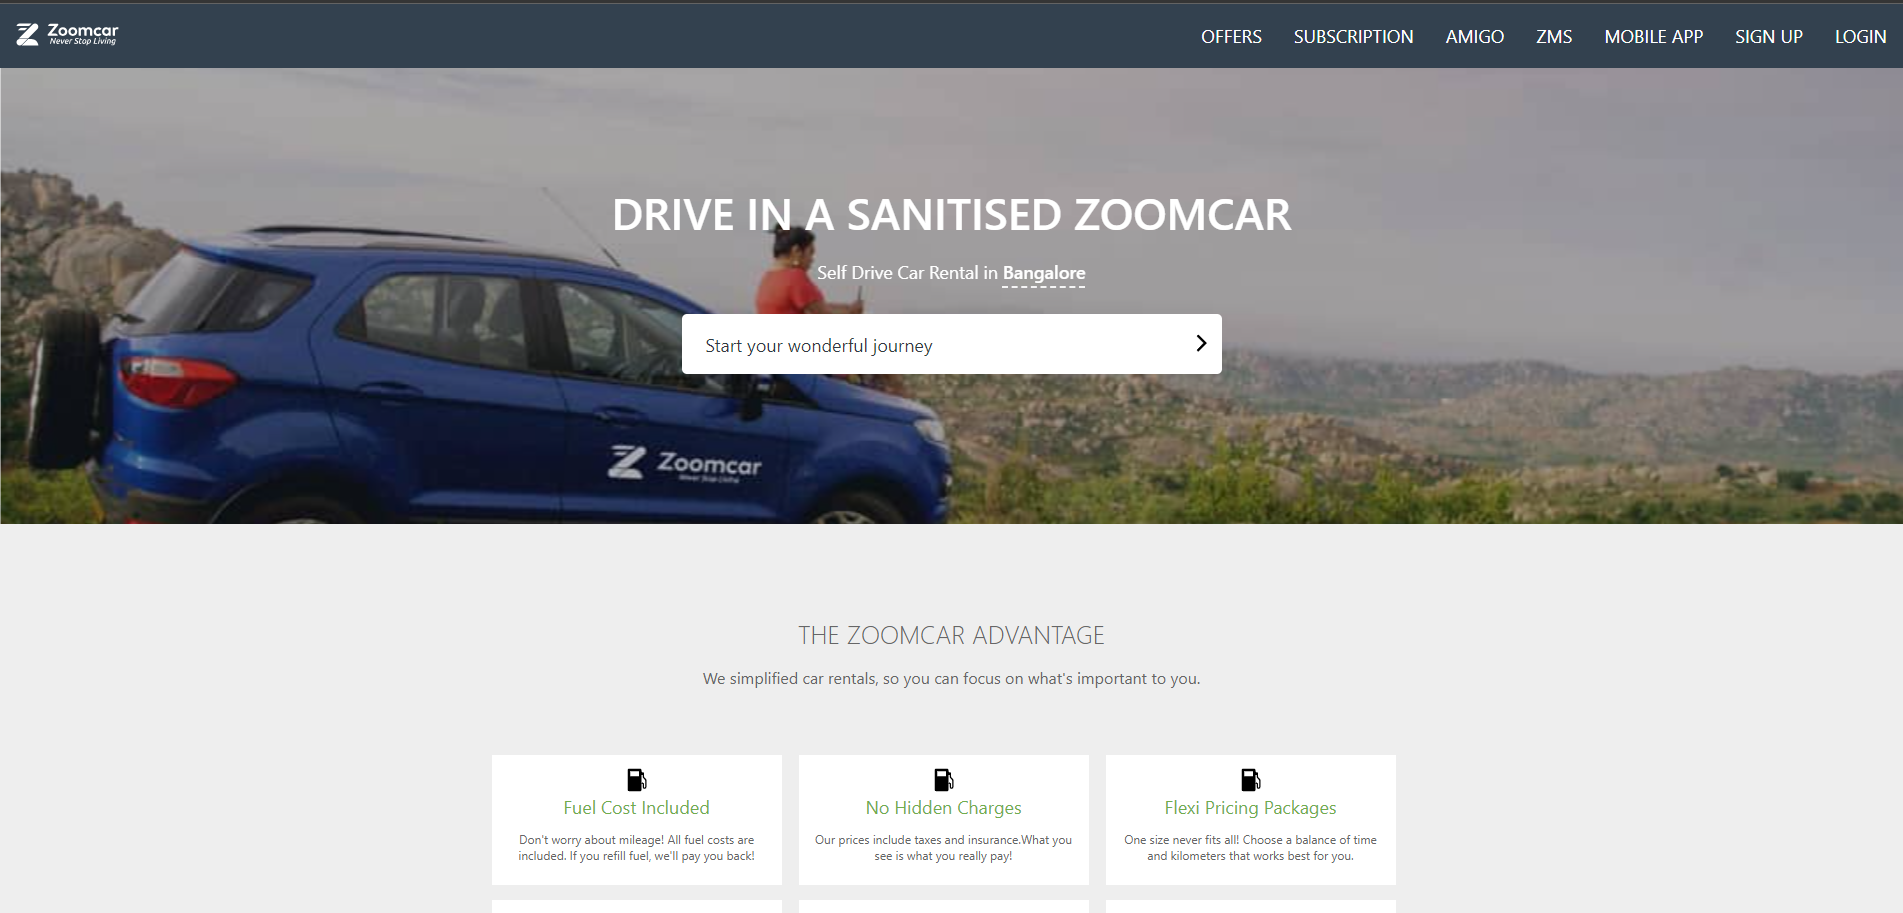 Zoomcar
Never Stop Living
OFFERS SUBSCRIPTION AMIGO ZMS MOBILE APP SIGN UP LOGIN
DRIVE IN A SANITISED ZOOMCAR
Self Drive Car Rental in Bangalore
Start your wonderful journey
Zoomcar
Never Stop Living
THE ZOOMCAR ADVANTAGE
We simplified car rentals, so you can focus on what's important to you.
Fuel Cost Included
Don't worry about mileage! All fuel costs are
included. If you refill fuel, we'll pay you back!
No Hidden Charges
Our prices include taxes and insurance.What you
see is what you really pay!
Flexi Pricing Packages
One size never fits all! Choose a balance of time
and kilometers that works best for you.